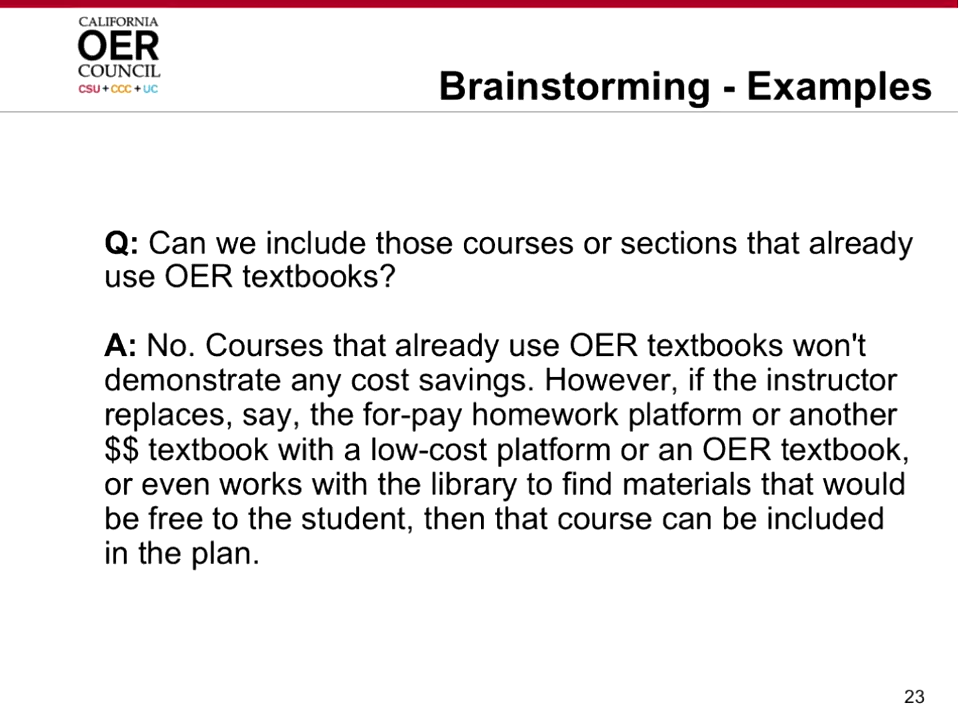 CALIFORNIA
OER
COUNCIL
CSU + CCC + UC
Brainstorming - Examples
Q: Can we include those courses or sections that already
use OER textbooks?
A: No. Courses that already use OER textbooks won't
demonstrate any cost savings. However, if the instructor
replaces, say, the for-pay homework platform or another
$$ textbook with a low-cost platform or an OER textbook,
or even works with the library to find materials that would
be free to the student, then that course can be included
in the plan.
23